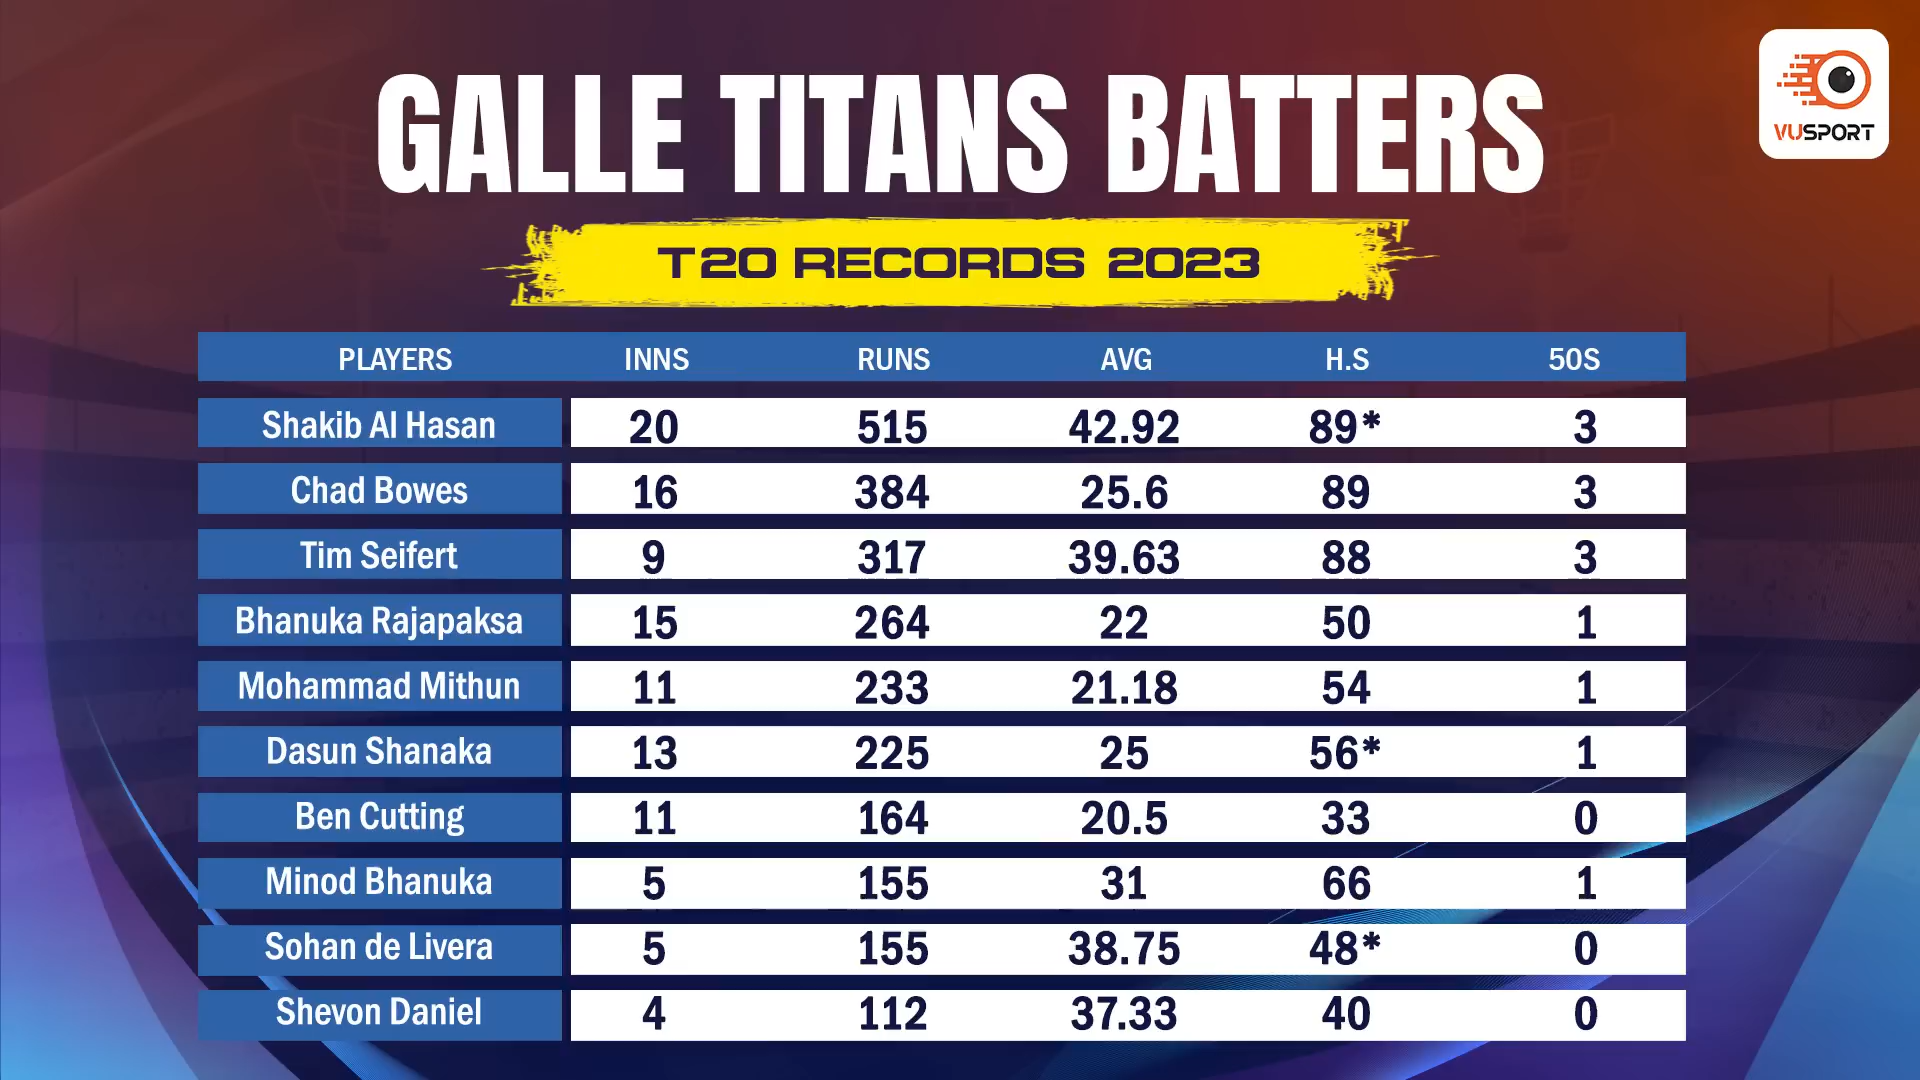 GALLE TITANS BATTERS
VUSPORT
T20 RECORDS 2023
PLAYERS INNS RUNS AVG H.S 50S
Shakib Al Hasan 20 515 42.92 89* 3
Chad Bowes 16 384 25.6 89 3
Tim Seifert 9 317 39.63 88 3
Bhanuka Rajapaksa 15 264 22 50 1
Mohammad Mithun 11 233 21.18 54 1
Dasun Shanaka 13 225 25 56* 1
Ben Cutting 11 164 20.5 33 0
Minod Bhanuka 5 155 31 66 1
Sohan de Livera 5 155 38.75 48* 0
Shevon Daniel 4 112 37.33 40 0